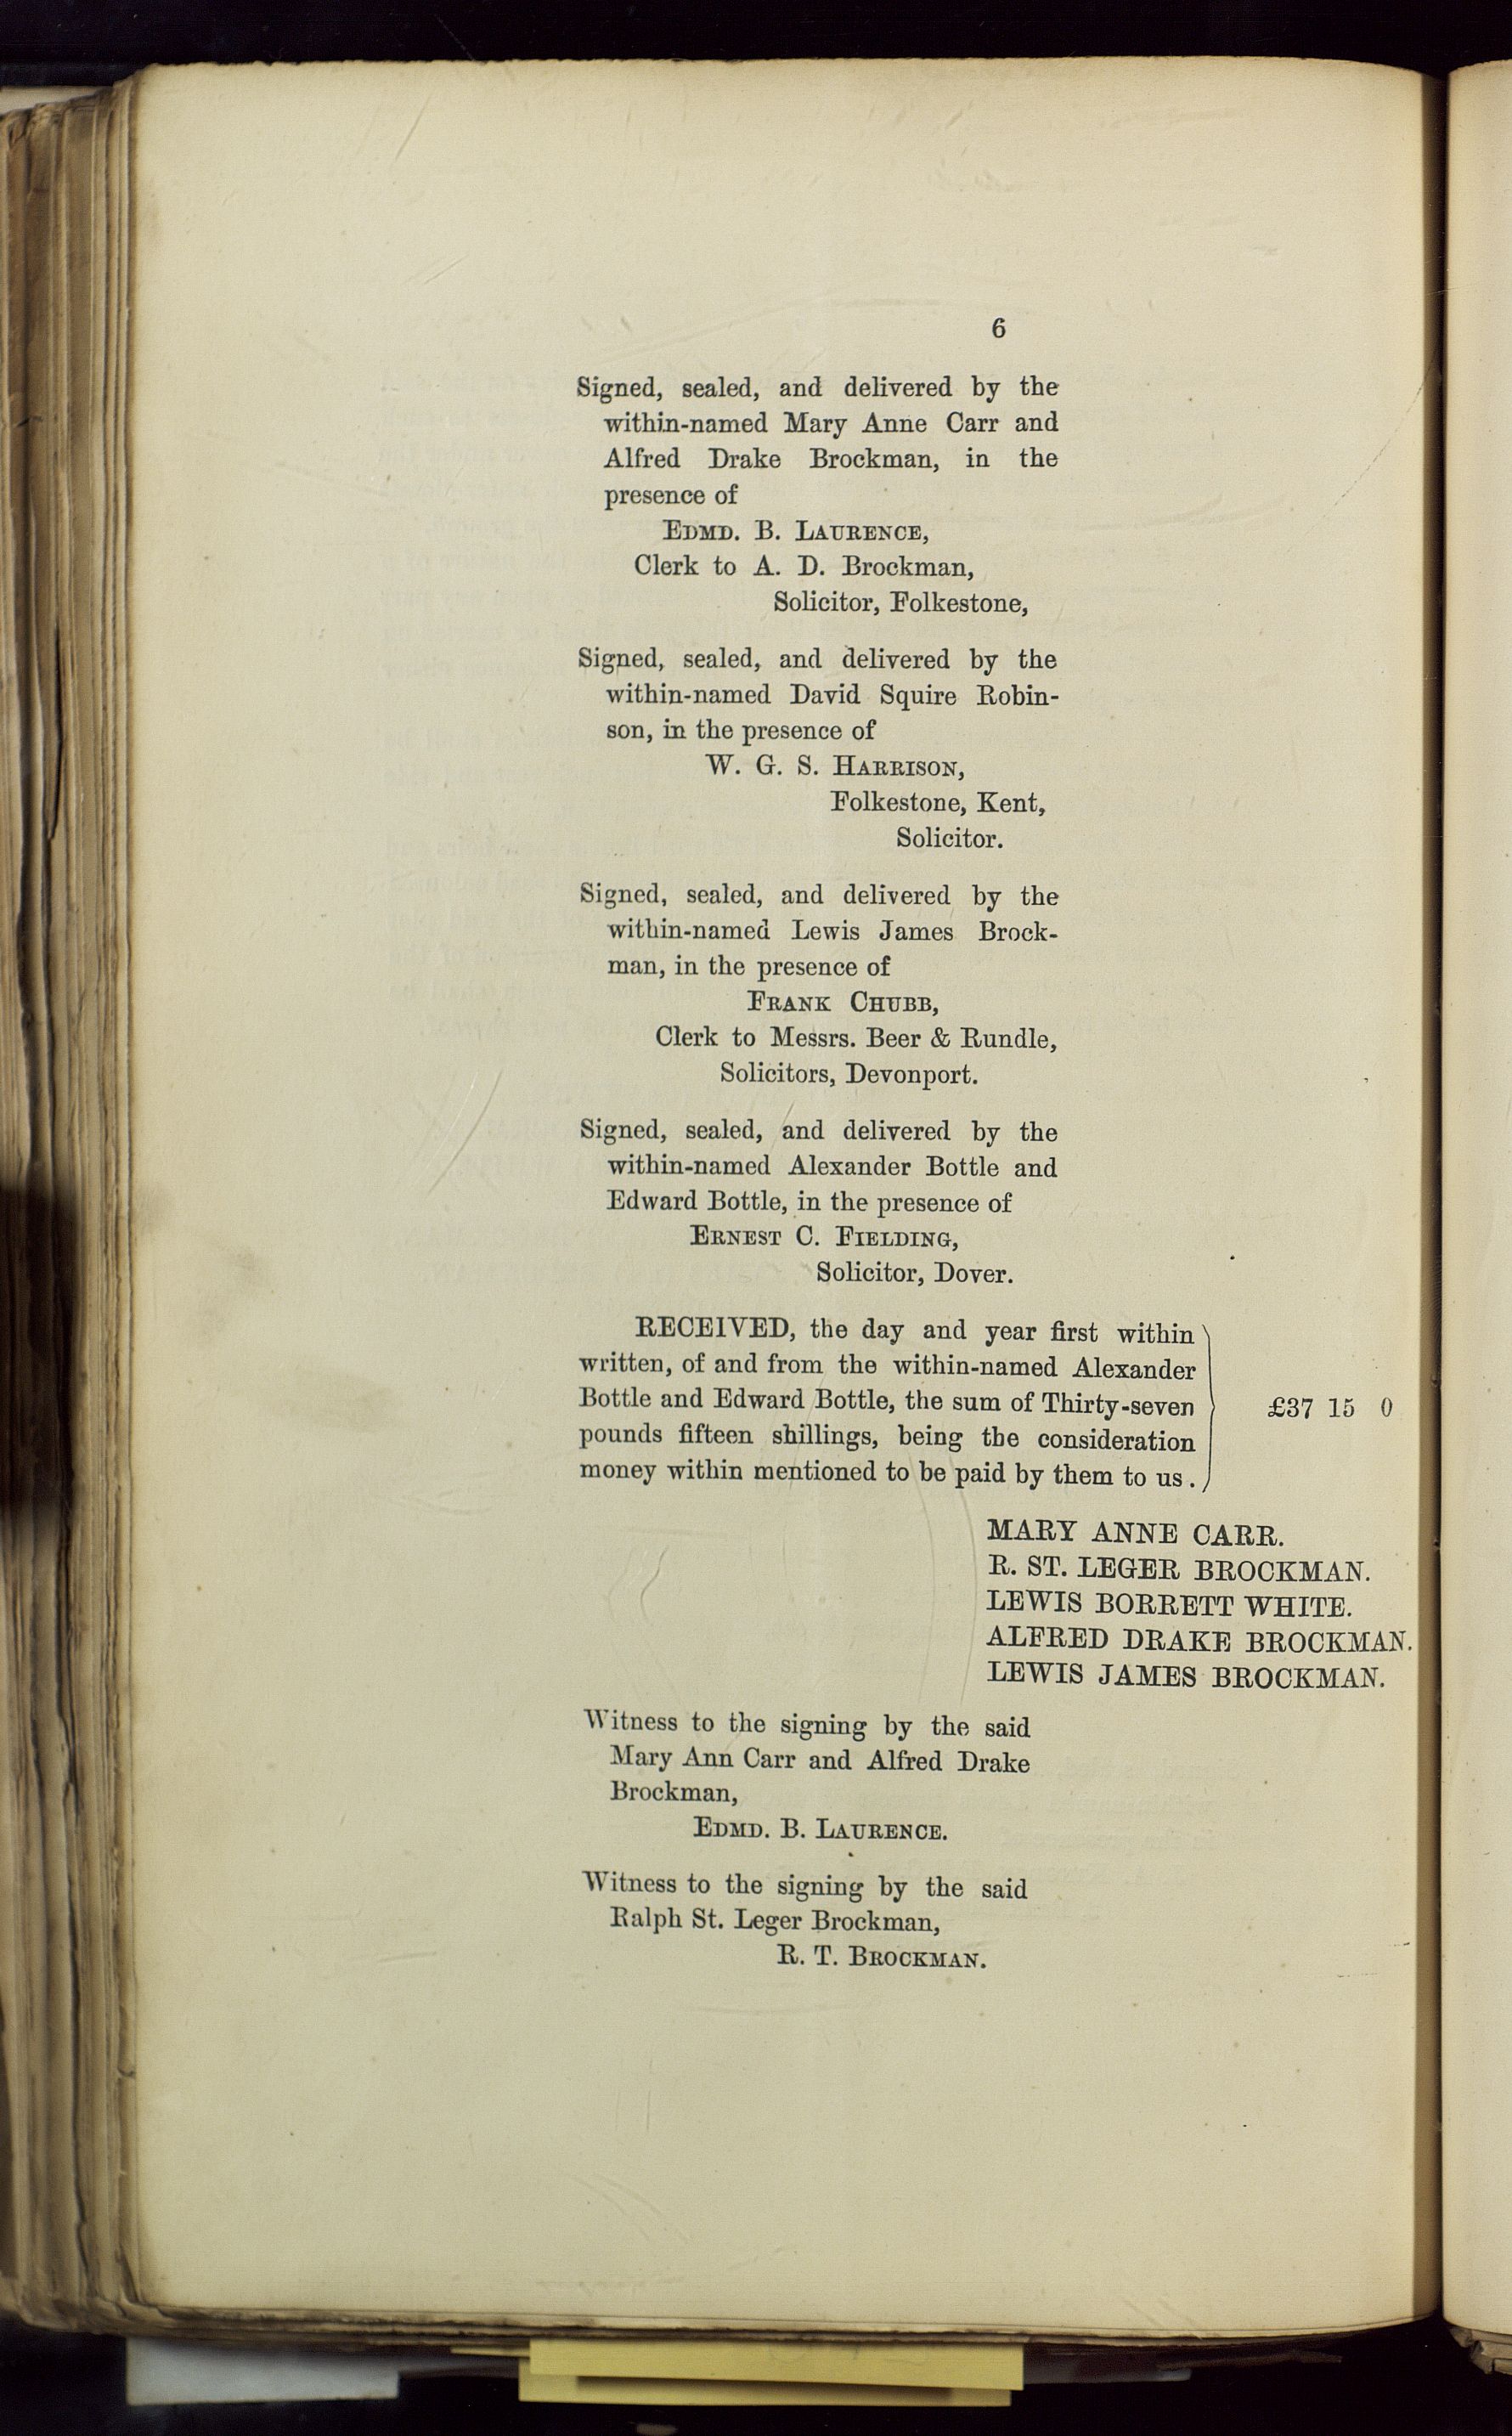 6
Signed, sealed, and delivered by the
within-named Mary Anne Carr and
Alfred Drake Brockman, in the
presence of
EDMD. B. LAURENCE,
Clerk to A. D. Brockman,
Solicitor, Folkestone,
Signed, sealed, and delivered by the
within-named David Squire Robin-
son, in the presence of
W. G. S. HARRISON,
Folkestone, Kent,
Solicitor.
Signed, sealed, and delivered by the
within-named Lewis James Brock-
man, in the presence of
FRANK CHUBB,
Clerk to Messrs. Beer & Rundle,
Solicitors, Devonport.
Signed, sealed, and delivered by the
within-named Alexander Bottle and
Edward Bottle, in the presence of
ERNEST C. FIELDING,
Solicitor, Dover.
RECEIVED, the day and year first within
written, of and from the within-named Alexander
Bottle and Edward Bottle, the sum of Thirty-seven
£37 15 0
pounds fifteen shillings, being the consideration
money within mentioned to be paid by them to us.
MARY ANNE CARR.
R. ST. LEGER BROCKMAN.
LEWIS BORRETT WHITE.
ALFRED DRAKE BROCKMAN.
LEWIS JAMES BROCKMAN.
Witness to the signing by the said
Mary Ann Carr and Alfred Drake
Brockman,
EDMD. B. LAURENCE.
Witness to the signing by the said
Ralph St. Leger Brockman,
R. T. BROCKMAN.